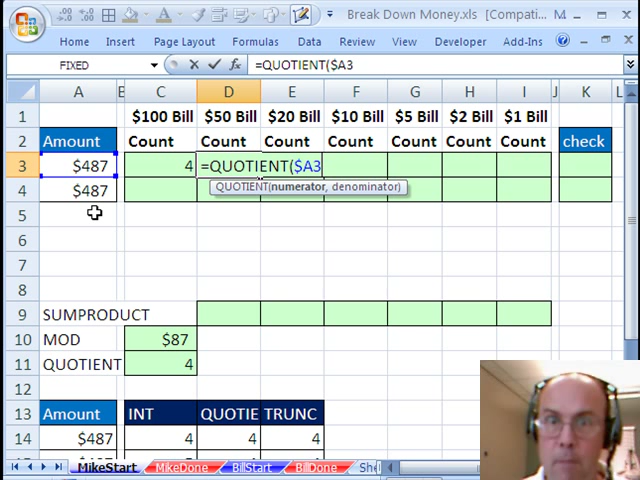 Break Down Money.xls [Compati... M...
Home Insert Page Layout Formulas View Developer Add-Ins
FIXED =QUOTIENT($A3
A B C D E F G H I J K L
1 $100 Bill $50 Bill $20 Bill $10 Bill $5 Bill $2 Bill $1 Bill
2 Amount Count Count Count Count Count Count Count check
3 $487 4 =QUOTIENT($A3
QUOTIENT(numerator, denominator)
4 $487
5
6
7
8
9 SUMPRODUCT
10 MOD $87
11 QUOTIENT 4
12
13 Amount INT QUOTIE TRUNC
14 $487 4 4 4
MikeStart MikeDone BillStart BillDone She